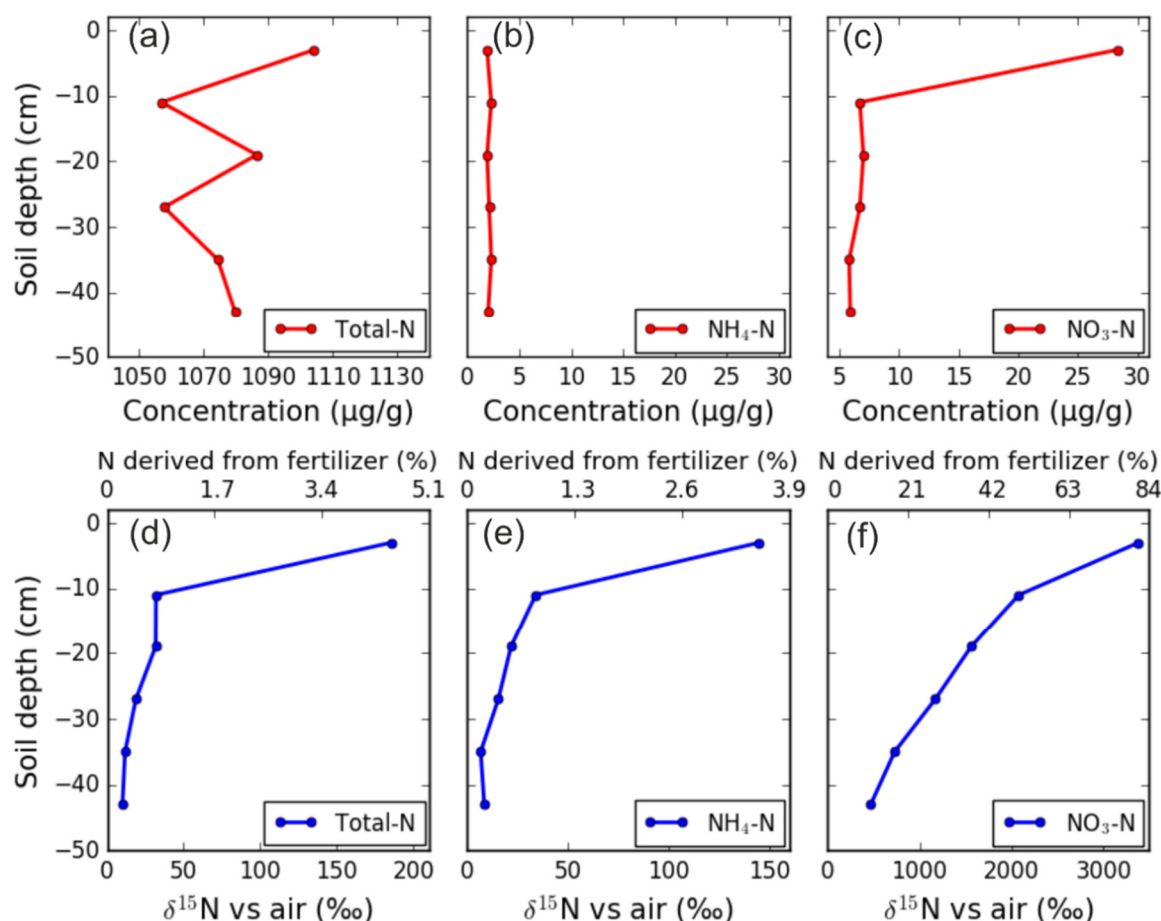 (a) (b) (c)
0
−10
−20
−30
−40
−50
Soil depth (cm)
Total-N NH₄-N NO₃-N
1050 1070 1090 1110 1130 0 5 10 15 20 25 30 5 10 15 20 25 30
Concentration (μg/g) Concentration (μg/g) Concentration (μg/g)
N derived from fertilizer (%) N derived from fertilizer (%) N derived from fertilizer (%)
0 1.7 3.4 5.1 0 1.3 2.6 3.9 0 21 42 63 84
(d) (e) (f)
0
−10
−20
−30
−40
−50
Soil depth (cm)
Total-N NH₄-N NO₃-N
0 50 100 150 200 0 50 100 150 0 1000 2000 3000
δ¹⁵N vs air (‰) δ¹⁵N vs air (‰) δ¹⁵N vs air (‰)